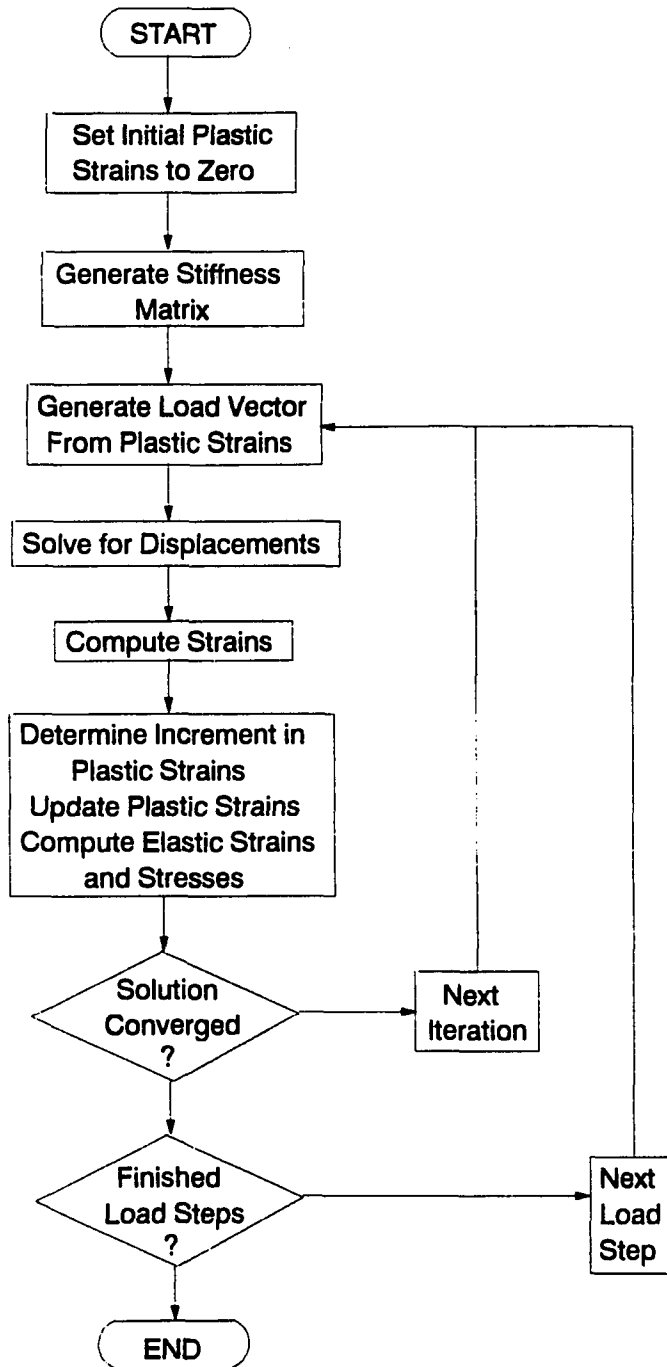 START
Set Initial Plastic
Strains to Zero
Generate Stiffness
Matrix
Generate Load Vector
From Plastic Strains
Solve for Displacements
Compute Strains
Determine Increment in
Plastic Strains
Update Plastic Strains
Compute Elastic Strains
and Stresses
Solution
Converged
?
Next
Iteration
Finished
Load Steps
?
Next
Load
Step
END